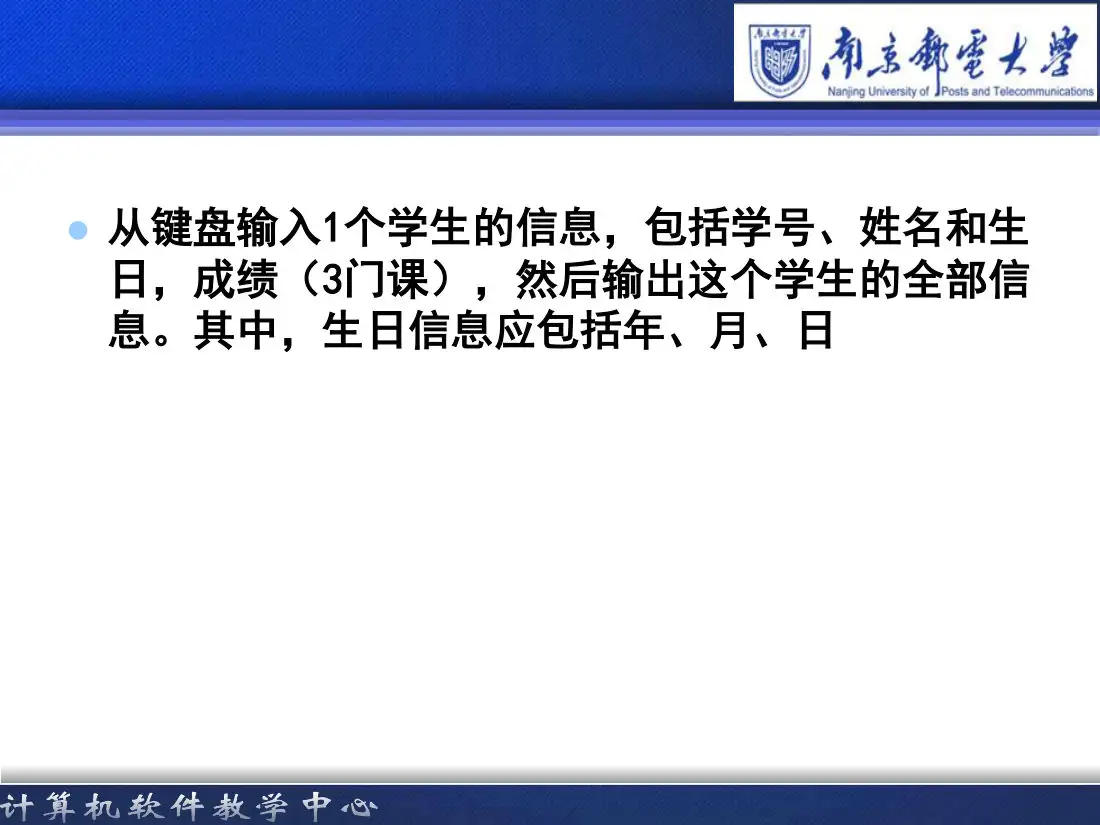 南京邮电大学
Nanjing University of Posts and Telecommunications
从键盘输入1个学生的信息，包括学号、姓名和生
日，成绩（3门课），然后输出这个学生的全部信
息。其中，生日信息应包括年、月、日
计算机软件教学中心